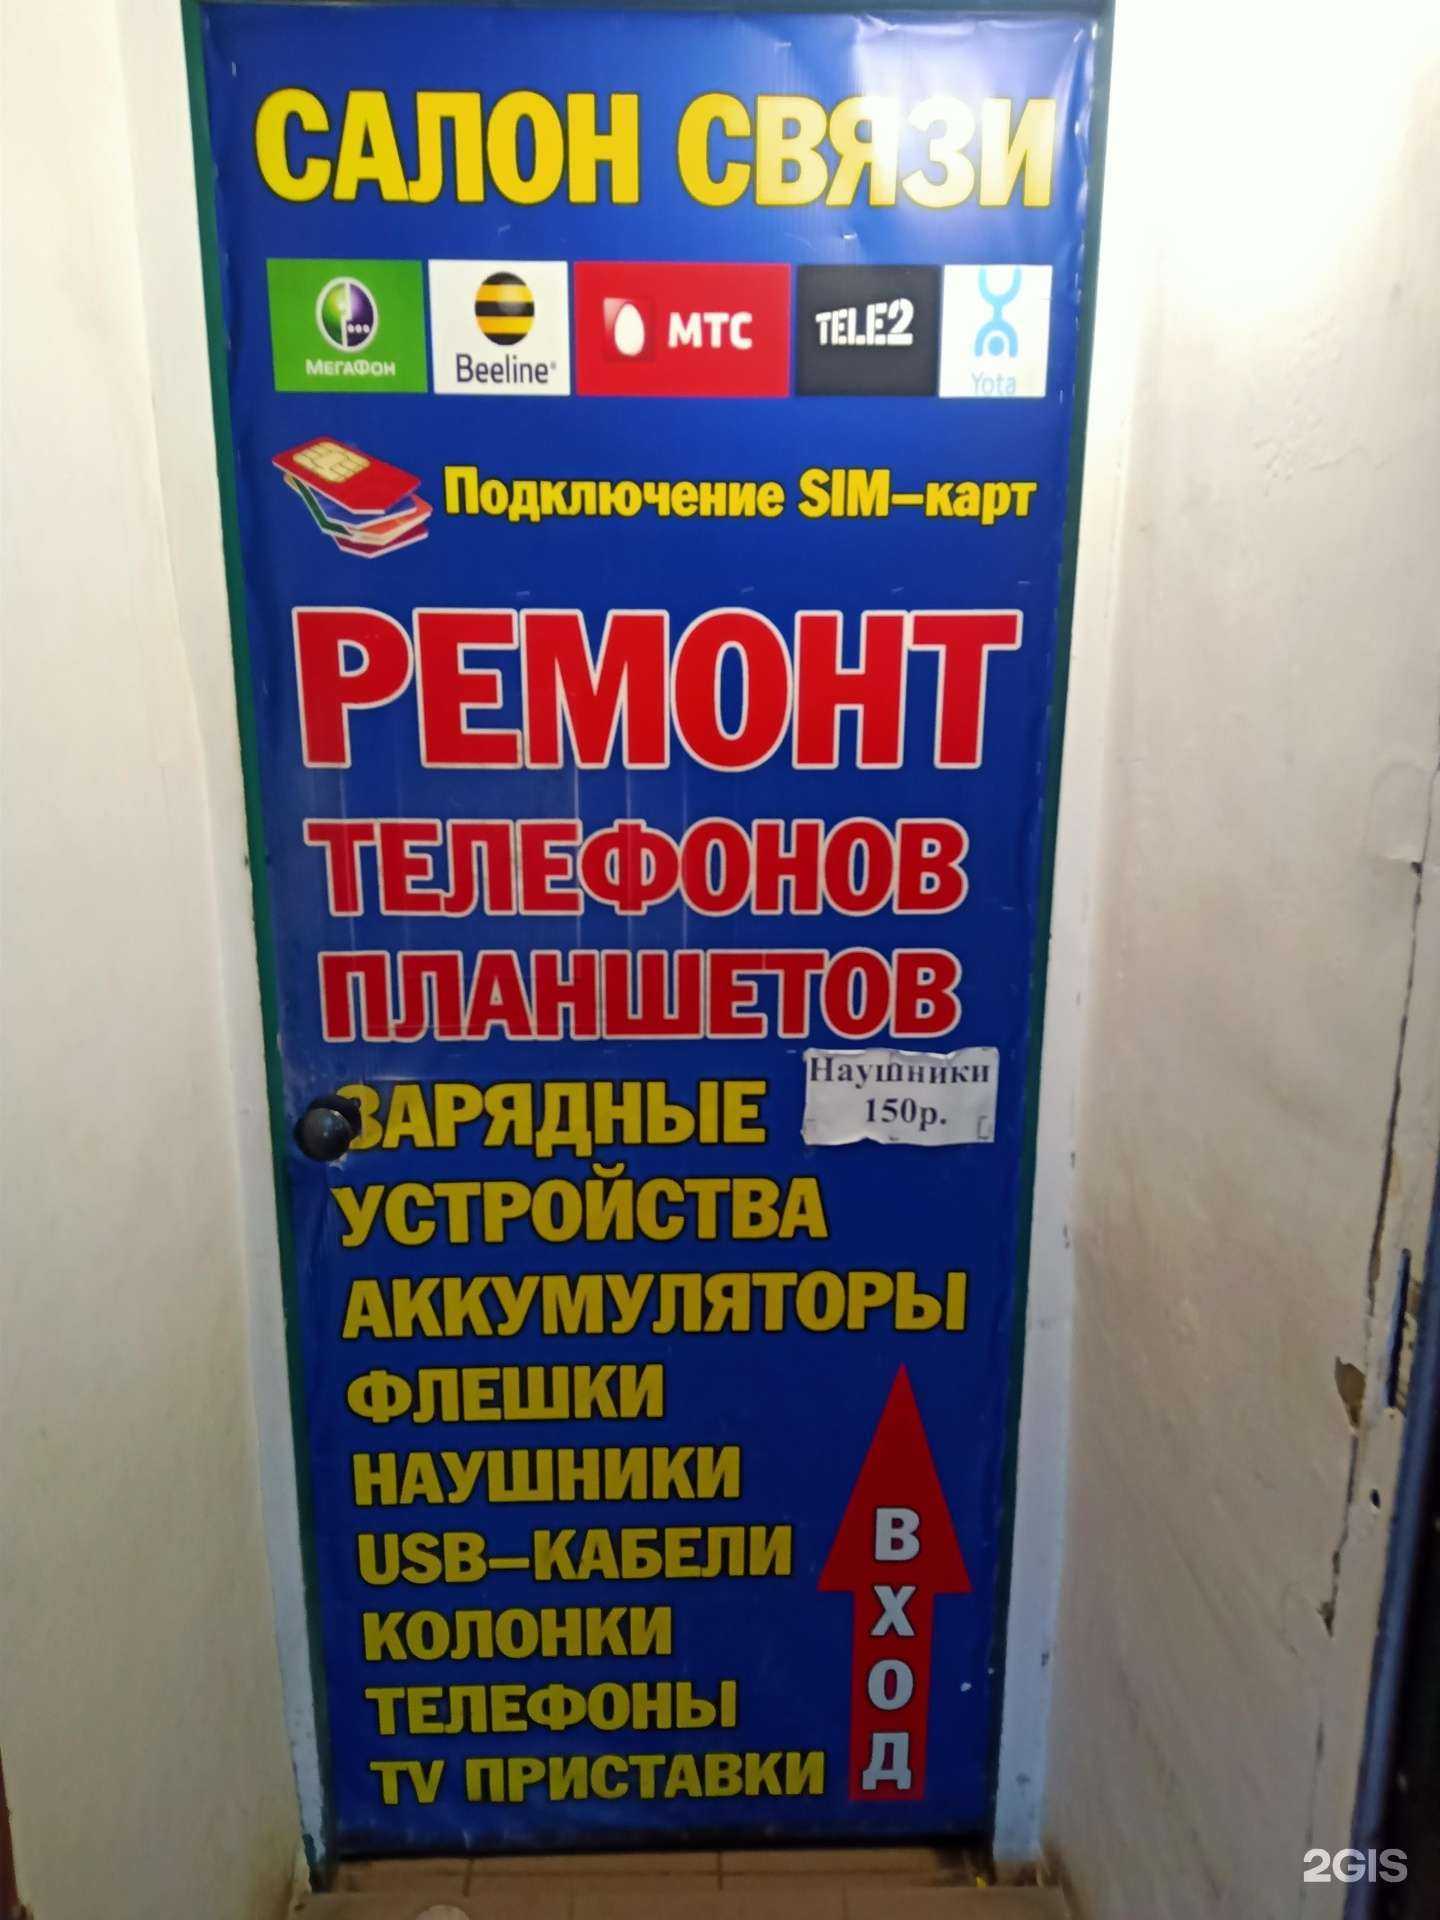 САЛОН СВЯЗИ
МЕГАФОН Beeline МТС TELE2 Yota
Подключение SIM-карт
РЕМОНТ
ТЕЛЕФОНОВ
ПЛАНШЕТОВ
Наушники
150р.
ЗАРЯДНЫЕ
УСТРОЙСТВА
АККУМУЛЯТОРЫ
ФЛЕШКИ
НАУШНИКИ
USB-КАБЕЛИ
КОЛОНКИ
ТЕЛЕФОНЫ
TV ПРИСТАВКИ
ВХОД
2GIS